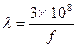 λ = 3× 10^8 / f